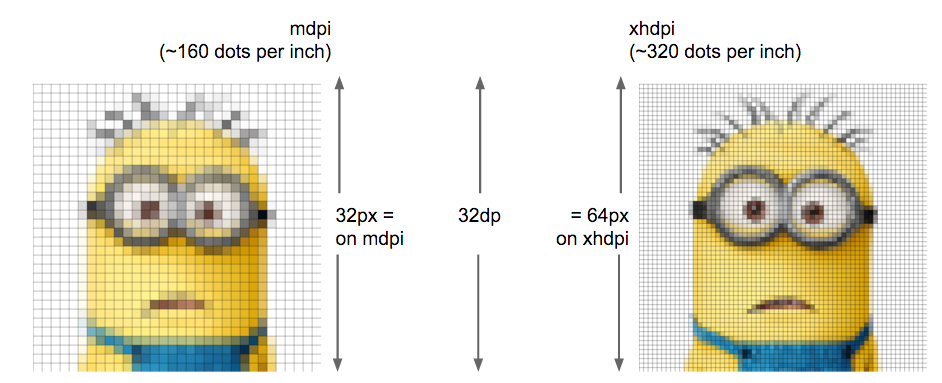 mdpi
(~160 dots per inch)
xhdpi
(~320 dots per inch)
32px =
on mdpi
32dp
= 64px
on xhdpi